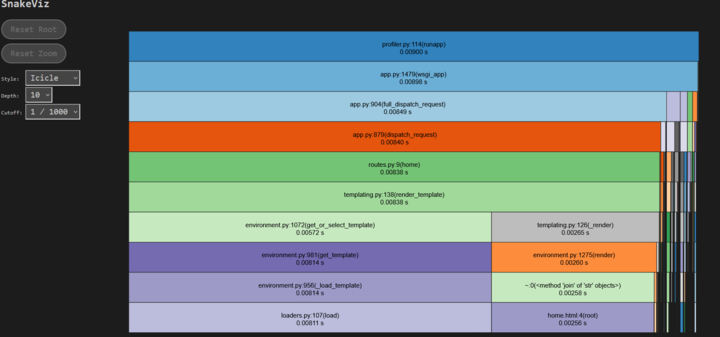 SnakeViz
Reset Root
Reset Zoom
Style: Icicle
Depth: 10
Cutoff: 1 / 1000
profiler.py:114(runapp)
0.00900 s
app.py:1479(wsgi_app)
0.00898 s
app.py:904(full_dispatch_request)
0.00849 s
app.py:879(dispatch_request)
0.00840 s
routes.py:9(home)
0.00838 s
templating.py:138(render_template)
0.00838 s
environment.py:1072(get_or_select_template)
0.00572 s
templating.py:126(_render)
0.00265 s
environment.py:981(get_template)
0.00814 s
environment.py:1275(render)
0.00260 s
environment.py:956(_load_template)
0.00814 s
~:0(<method 'join' of 'str' objects>)
0.00258 s
loaders.py:107(load)
0.00811 s
home.html:4(root)
0.00256 s